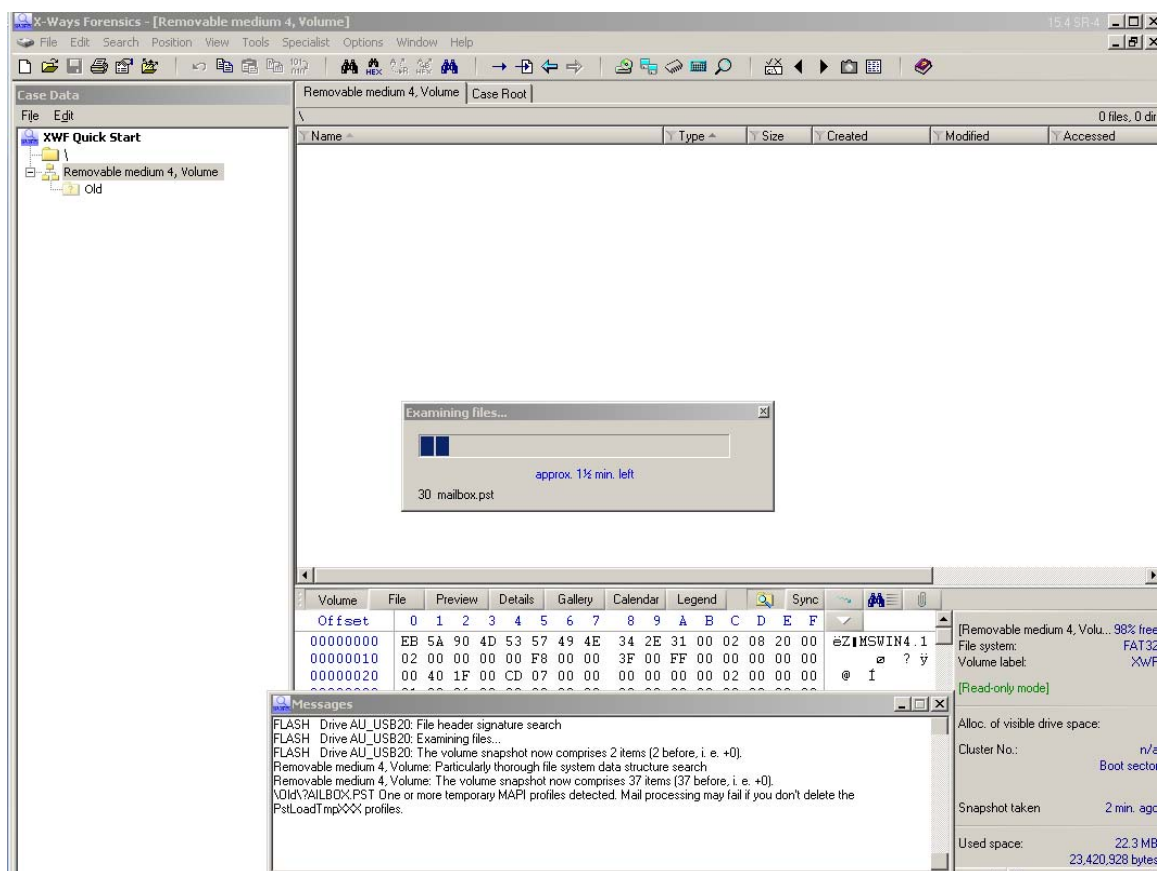 X-Ways Forensics - [Removable medium 4, Volume]
15.4 SR-4
File Edit Search Position View Tools Specialist Options Window Help
Case Data
File Edit
XWF Quick Start
\
Removable medium 4, Volume
Old
Removable medium 4, Volume Case Root
\ 0 files, 0 dir
Name Type Size Created Modified Accessed
Examining files...
approx. 1½ min. left
30 mailbox.pst
Volume File Preview Details Gallery Calendar Legend Sync
Offset 0 1 2 3 4 5 6 7 8 9 A B C D E F
00000000 EB 5A 90 4D 53 57 49 4E 34 2E 31 00 02 08 20 00 ëZ|MSWIN4.1
00000010 02 00 00 00 00 F8 00 00 3F 00 FF 00 00 00 00 00 ø ? ÿ
00000020 00 40 1F 00 CD 07 00 00 00 00 00 00 02 00 00 00 @ Í
[Removable medium 4, Volu... 98% free
File system: FAT32
Volume label: XWF
[Read-only mode]
Alloc. of visible drive space:
Cluster No.: n/a
Boot sector
Snapshot taken 2 min. ago
Used space: 22.3 MB
23,420,928 bytes
Messages
FLASH Drive AU_USB20: File header signature search
FLASH Drive AU_USB20: Examining files...
FLASH Drive AU_USB20: The volume snapshot now comprises 2 items (2 before, i. e. +0).
Removable medium 4, Volume: Particularly thorough file system data structure search
Removable medium 4, Volume: The volume snapshot now comprises 37 items (37 before, i. e. +0).
\Old\?AILBOX.PST One or more temporary MAPI profiles detected. Mail processing may fail if you don't delete the
PstLoadTmpXXX profiles.